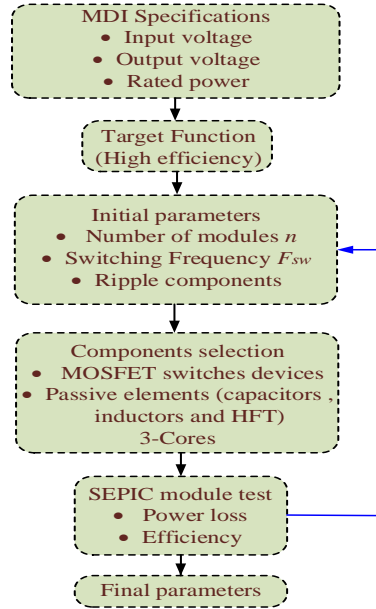 MDI Specifications
• Input voltage
• Output voltage
• Rated power
Target Function
(High efficiency)
Initial parameters
• Number of modules n
• Switching Frequency Fsw
• Ripple components
Components selection
• MOSFET switches devices
• Passive elements (capacitors ,
inductors and HFT)
3-Cores
SEPIC module test
• Power loss
• Efficiency
Final parameters